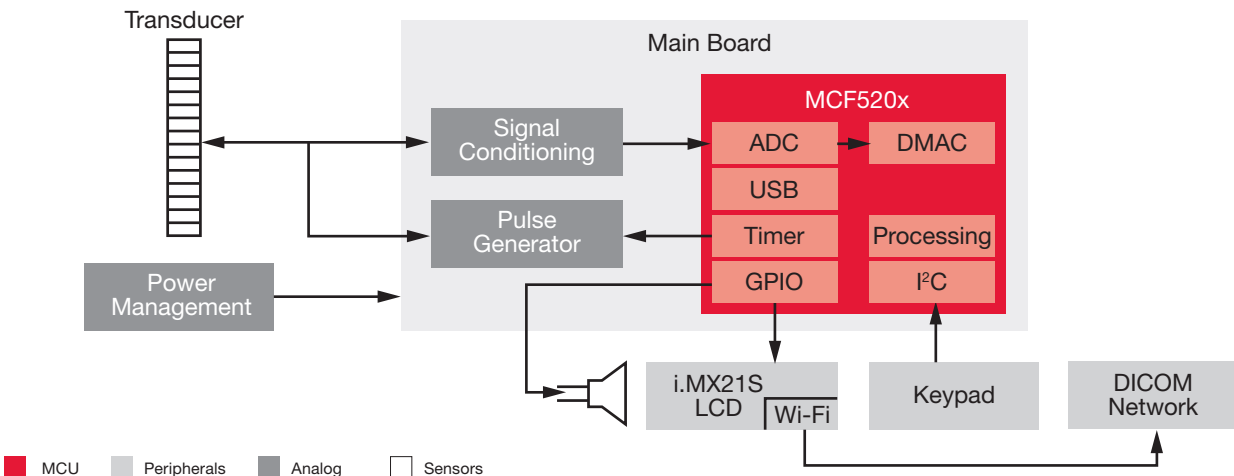 Transducer
Main Board
MCF520x
Signal
Conditioning
ADC
DMAC
USB
Pulse
Generator
Timer
Processing
Power
Management
GPIO
I²C
i.MX21S
LCD
Wi-Fi
Keypad
DICOM
Network
MCU
Peripherals
Analog
Sensors